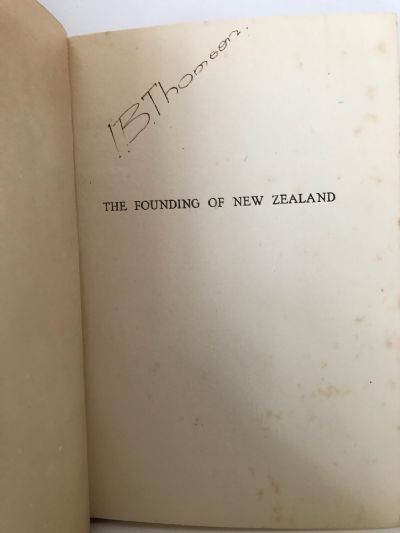 I.B. Thomson.
THE FOUNDING OF NEW ZEALAND